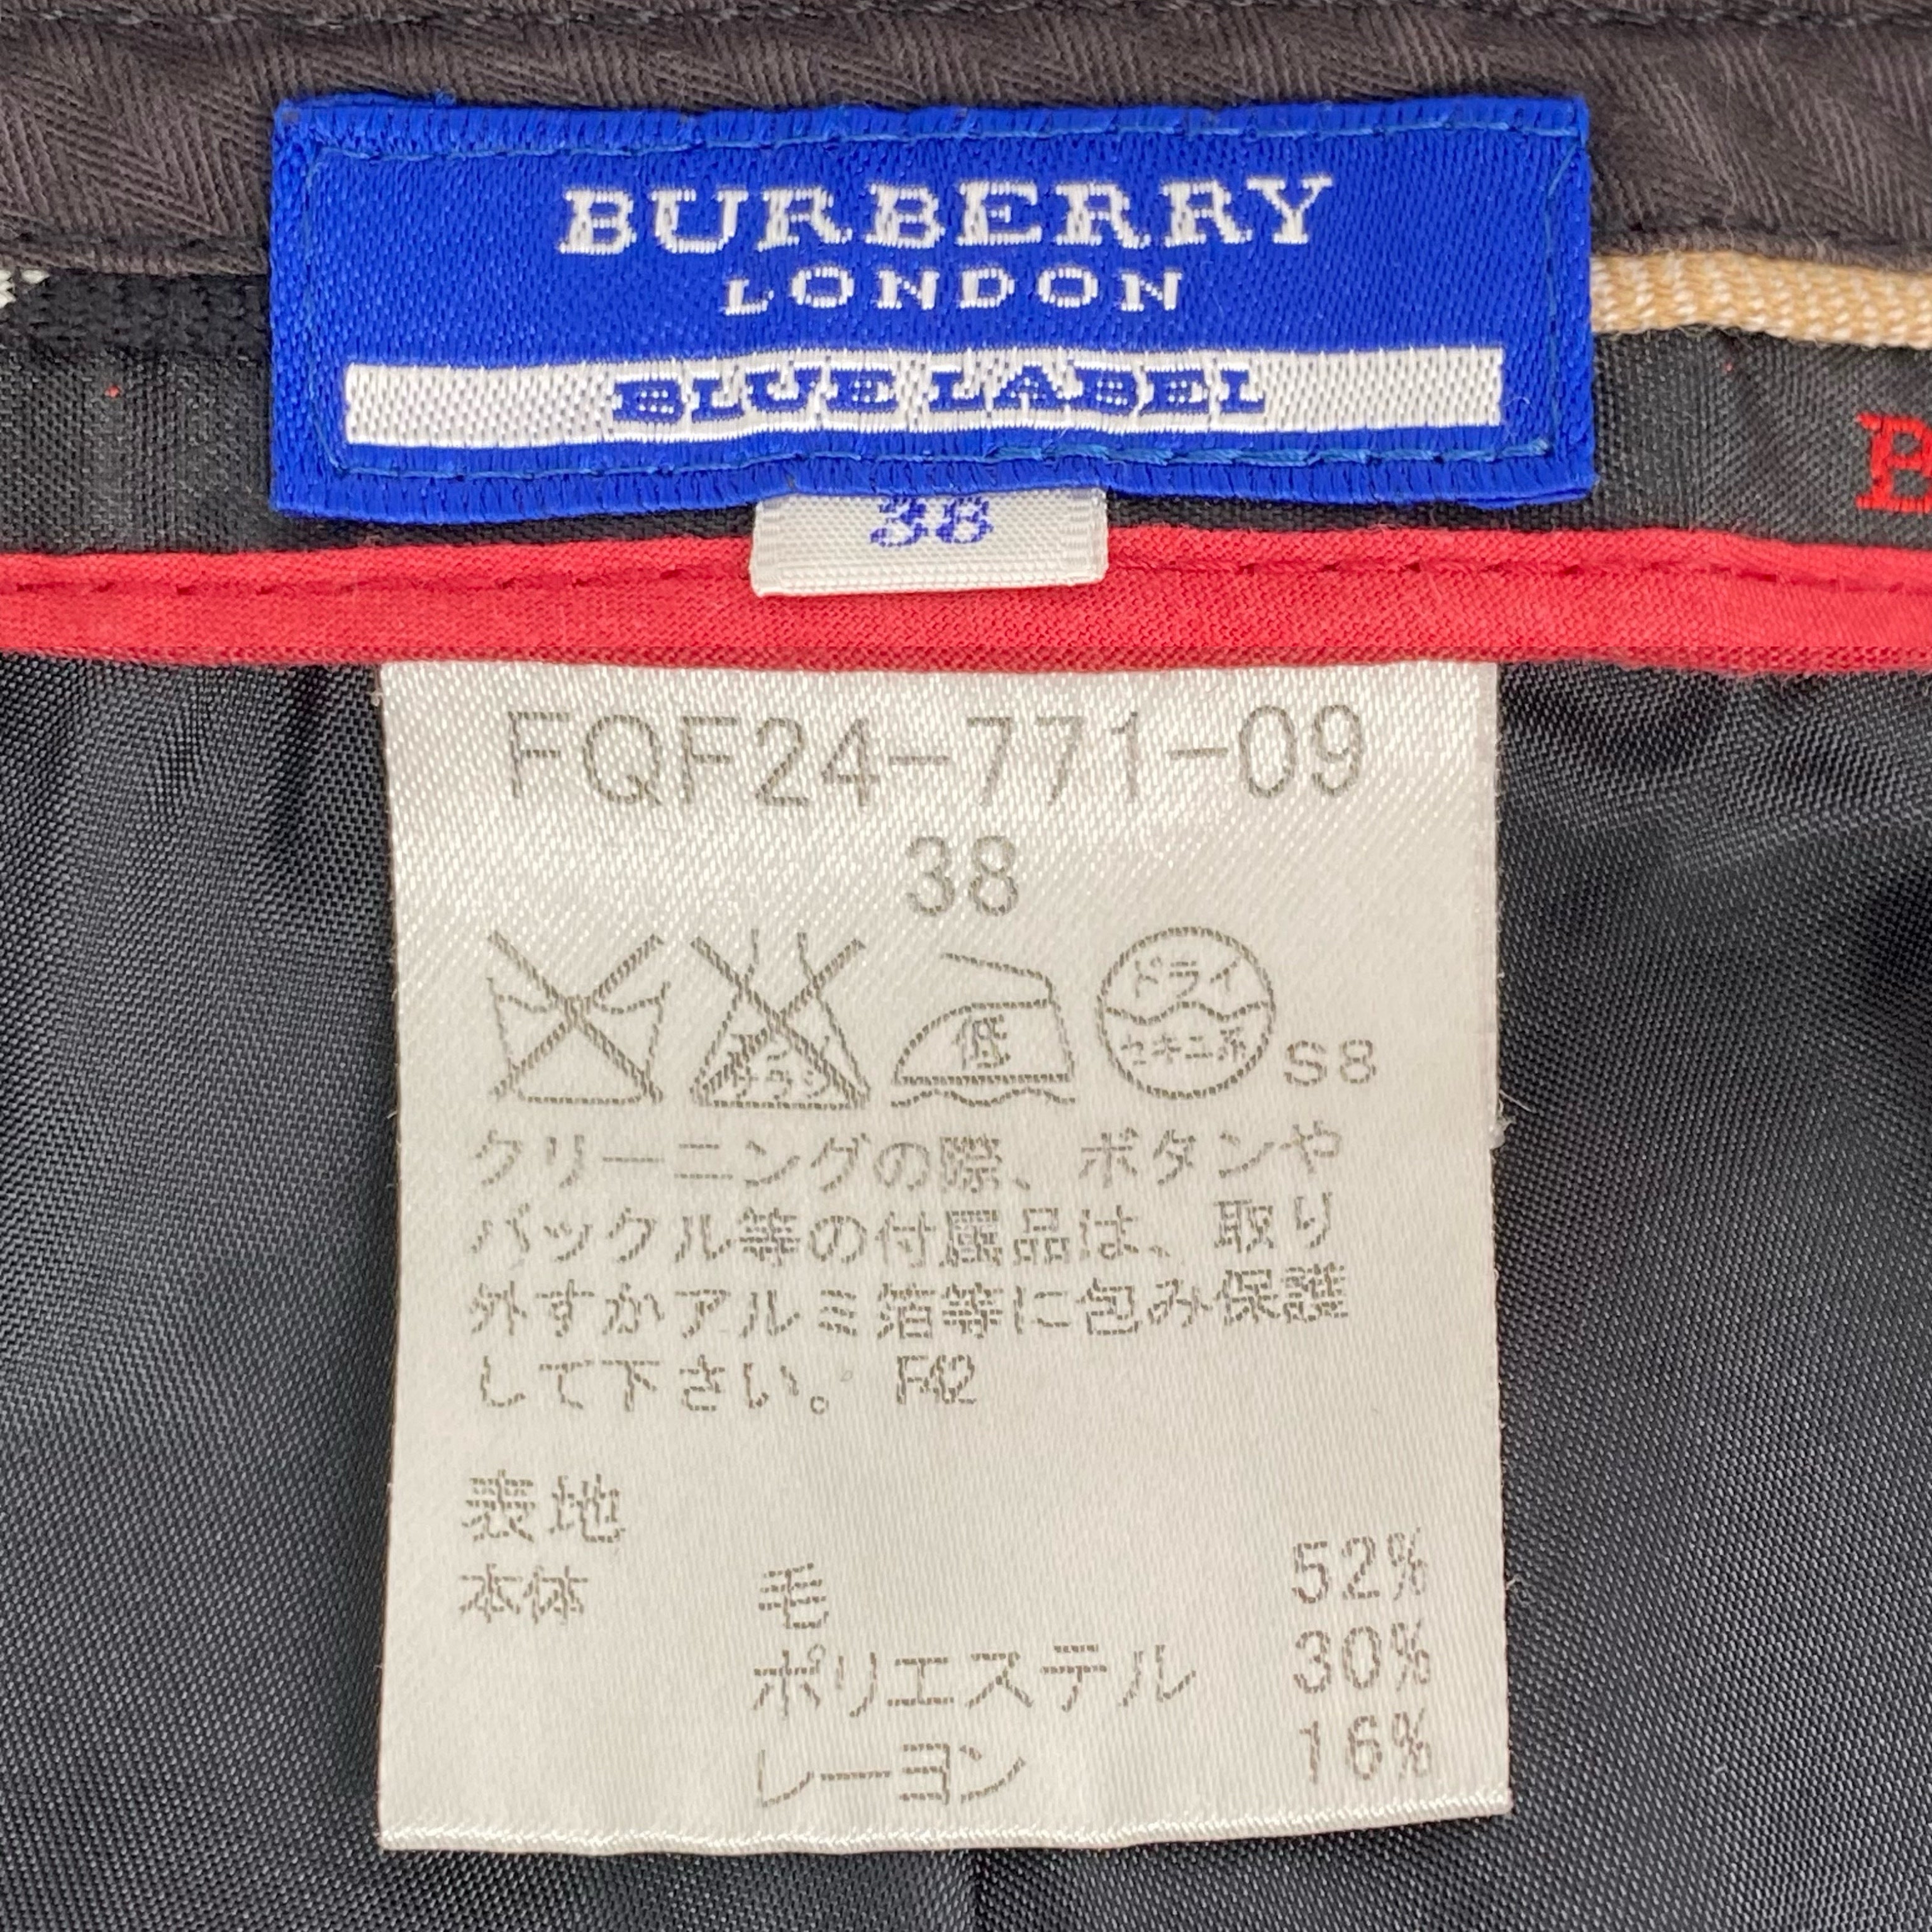 BURBERRY
LONDON
BLUE LABEL
B
38
FQF24-771-09
38
サラシ 低 ドライ
セキユ系 S8
クリーニングの際、ボタンや
バックル等の付属品は、取り
外すかアルミ箔等に包み保護
して下さい。 F42
表地
本体 毛 52%
ポリエステル 30%
レーヨン 16%